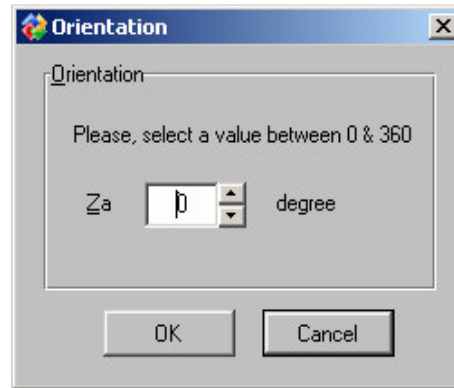 Orientation
Orientation
Please, select a value between 0 & 360
Za 0 degree
OK Cancel